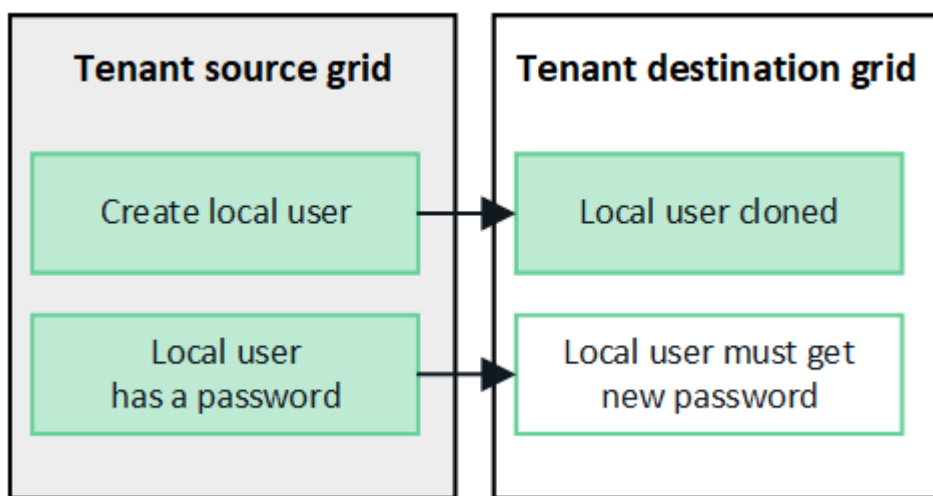 Tenant source grid
Tenant destination grid
Create local user
Local user cloned
Local user
has a password
Local user must get
new password